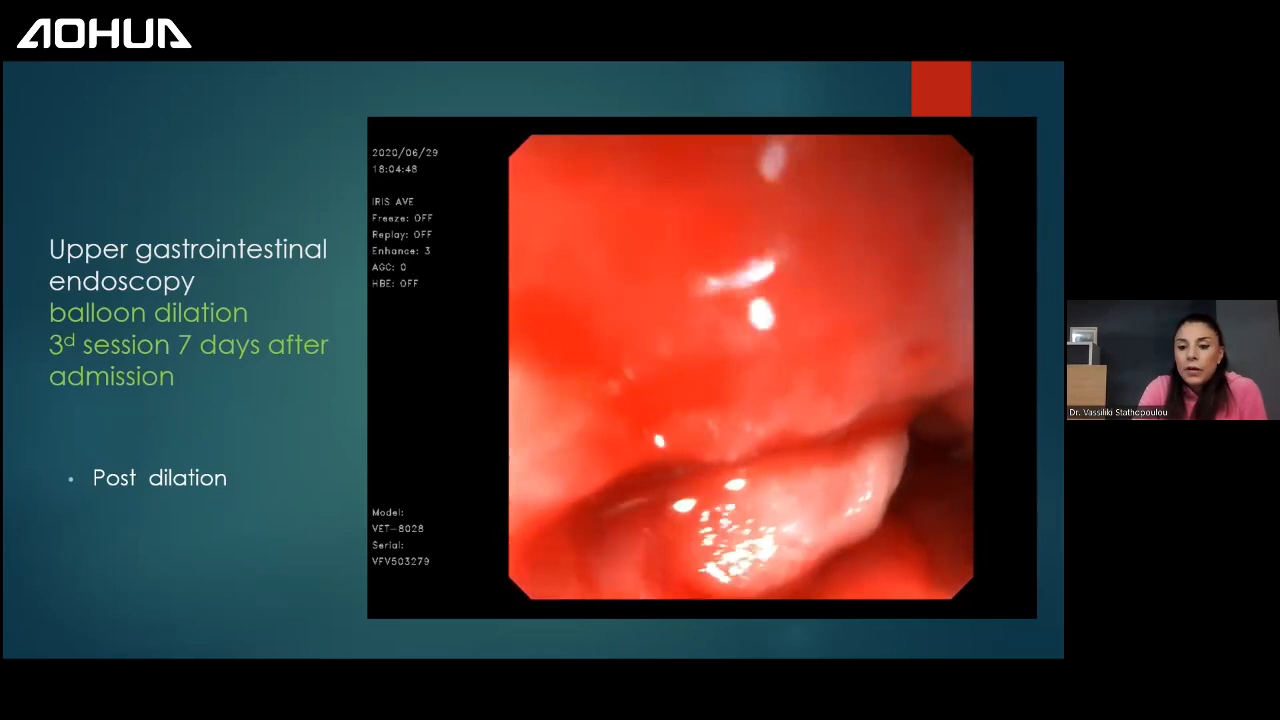 AOHUA
Upper gastrointestinal
endoscopy
balloon dilation
3d session 7 days after
admission
• Post dilation
2020/06/29
18:04:48
IRIS AVE
Freeze: OFF
Replay: OFF
Enhance: 3
AGC: 0
HBE: OFF
Model:
VET-8028
Serial:
VFV503279
Dr. Vassiliki Stathopoulou